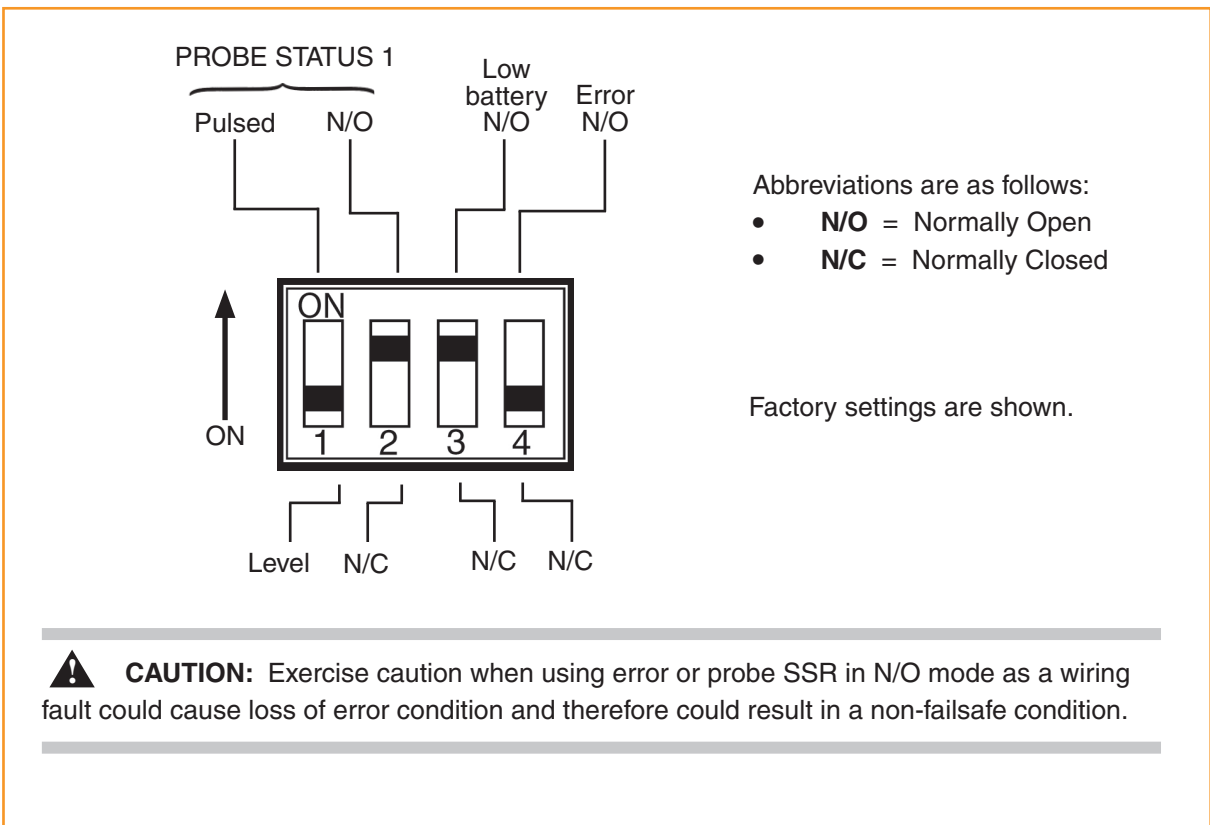 PROBE STATUS 1
Pulsed N/O
Low
battery
N/O
Error
N/O
ON
1 2 3 4
ON
Level N/C N/C N/C
Abbreviations are as follows:
• N/O = Normally Open
• N/C = Normally Closed
Factory settings are shown.
CAUTION: Exercise caution when using error or probe SSR in N/O mode as a wiring
fault could cause loss of error condition and therefore could result in a non-failsafe condition.